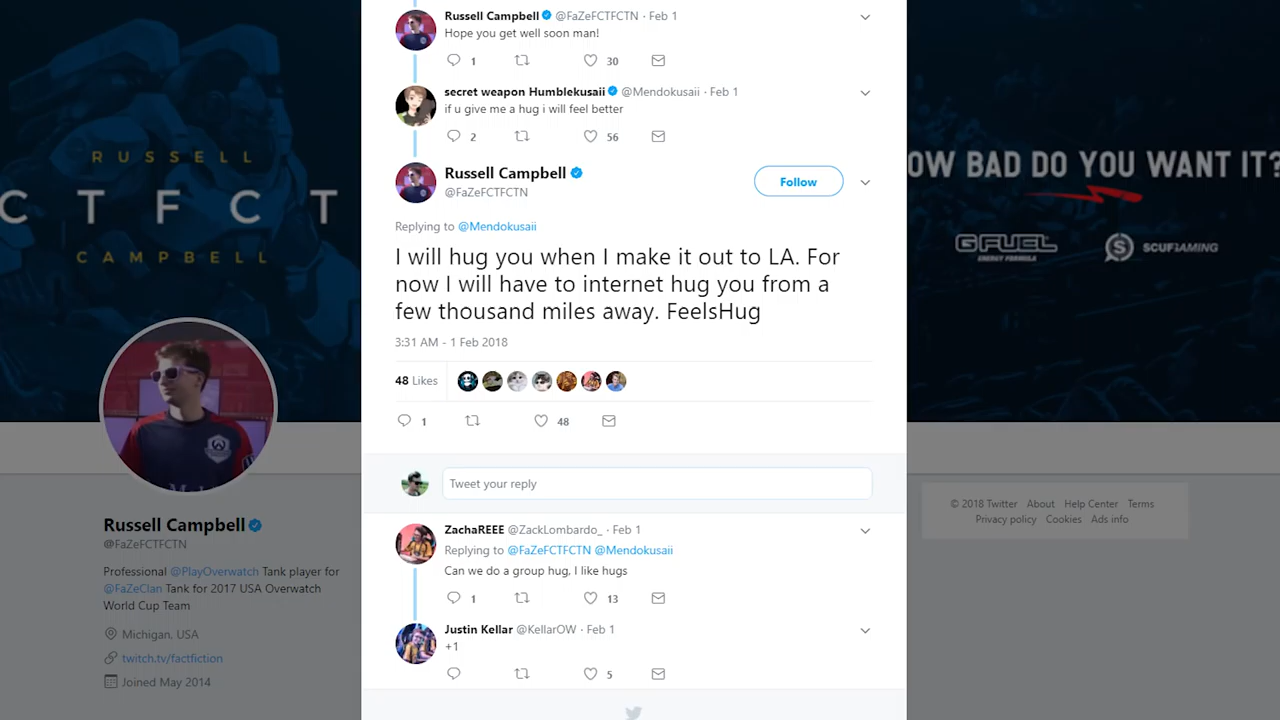 RUSSELL
C T F C T
CAMPBELL
OW BAD DO YOU WANT IT?
G FUEL
ENERGY FORMULA
SCUFGAMING
Russell Campbell @FaZeFCTFCTN · Feb 1
Hope you get well soon man!
1 30
secret weapon Humblekusaii @Mendokusaii · Feb 1
if u give me a hug i will feel better
2 56
Russell Campbell
@FaZeFCTFCTN
Follow
Replying to @Mendokusaii
I will hug you when I make it out to LA. For
now I will have to internet hug you from a
few thousand miles away. FeelsHug
3:31 AM - 1 Feb 2018
48 Likes
1 48
Tweet your reply
ZachaREEE @ZackLombardo_ · Feb 1
Replying to @FaZeFCTFCTN @Mendokusaii
Can we do a group hug, I like hugs
1 13
Justin Kellar @KellarOW · Feb 1
+1
5
Russell Campbell
@FaZeFCTFCTN
Professional @PlayOverwatch Tank player for
@FaZeClan Tank for 2017 USA Overwatch
World Cup Team
Michigan, USA
twitch.tv/factfiction
Joined May 2014
© 2018 Twitter About Help Center Terms
Privacy policy Cookies Ads info